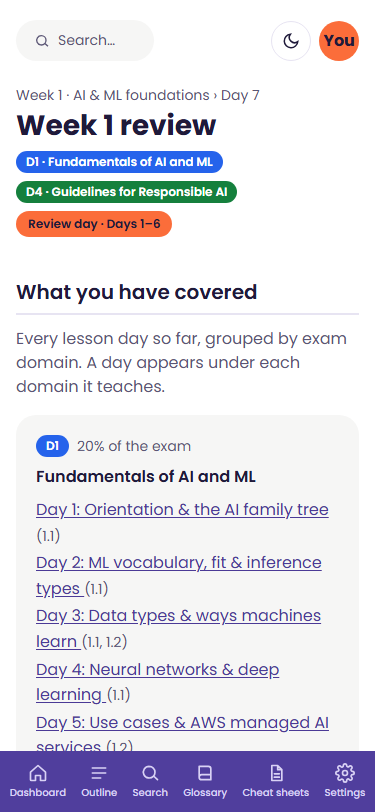 Search...
You
Week 1 · AI & ML foundations › Day 7
Week 1 review
D1 · Fundamentals of AI and ML
D4 · Guidelines for Responsible AI
Review day · Days 1–6
What you have covered
Every lesson day so far, grouped by exam
domain. A day appears under each
domain it teaches.
D1 20% of the exam
Fundamentals of AI and ML
Day 1: Orientation & the AI family tree
(1.1)
Day 2: ML vocabulary, fit & inference
types (1.1)
Day 3: Data types & ways machines
learn (1.1, 1.2)
Day 4: Neural networks & deep
learning (1.1)
Day 5: Use cases & AWS managed AI
services (1.2)
Dashboard Outline Search Glossary Cheat sheets Settings